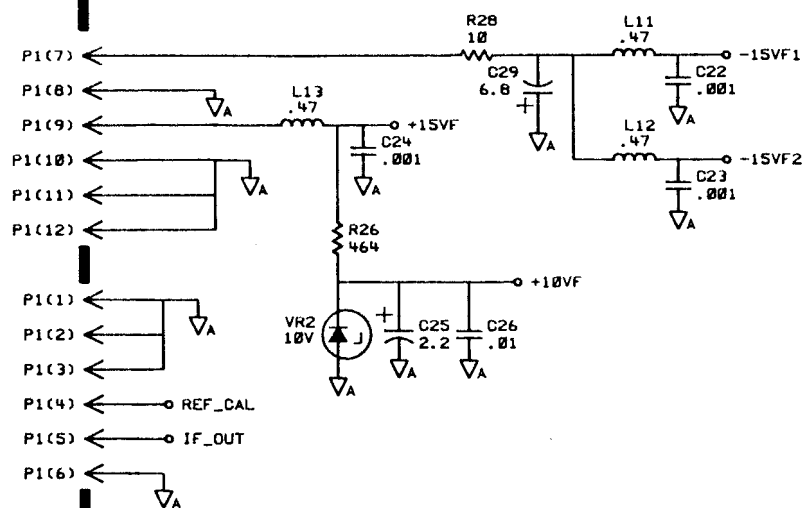 R28
10
L11
.47
P1(7)
-15VF1
C29
6.8
+
C22
.001
A
A
P1(8)
A
L13
.47
P1(9)
+15VF
C24
.001
A
L12
.47
-15VF2
C23
.001
A
P1(10)
A
P1(11)
P1(12)
R26
464
+10VF
P1(1)
A
P1(2)
P1(3)
VR2
10V
A
+
C25
2.2
A
C26
.01
A
P1(4)
REF_CAL
P1(5)
IF_OUT
P1(6)
A